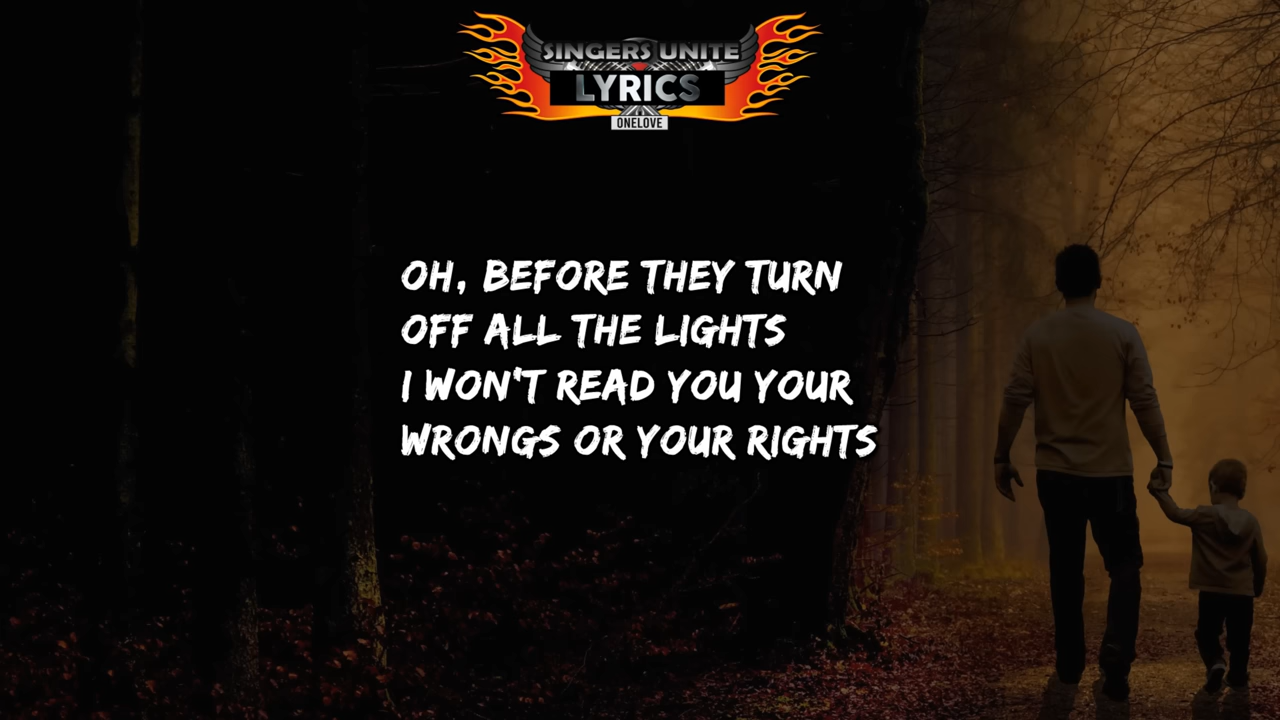 SINGERS UNITE
LYRICS
ONELOVE
OH, BEFORE THEY TURN
OFF ALL THE LIGHTS
I WON'T READ YOU YOUR
WRONGS OR YOUR RIGHTS